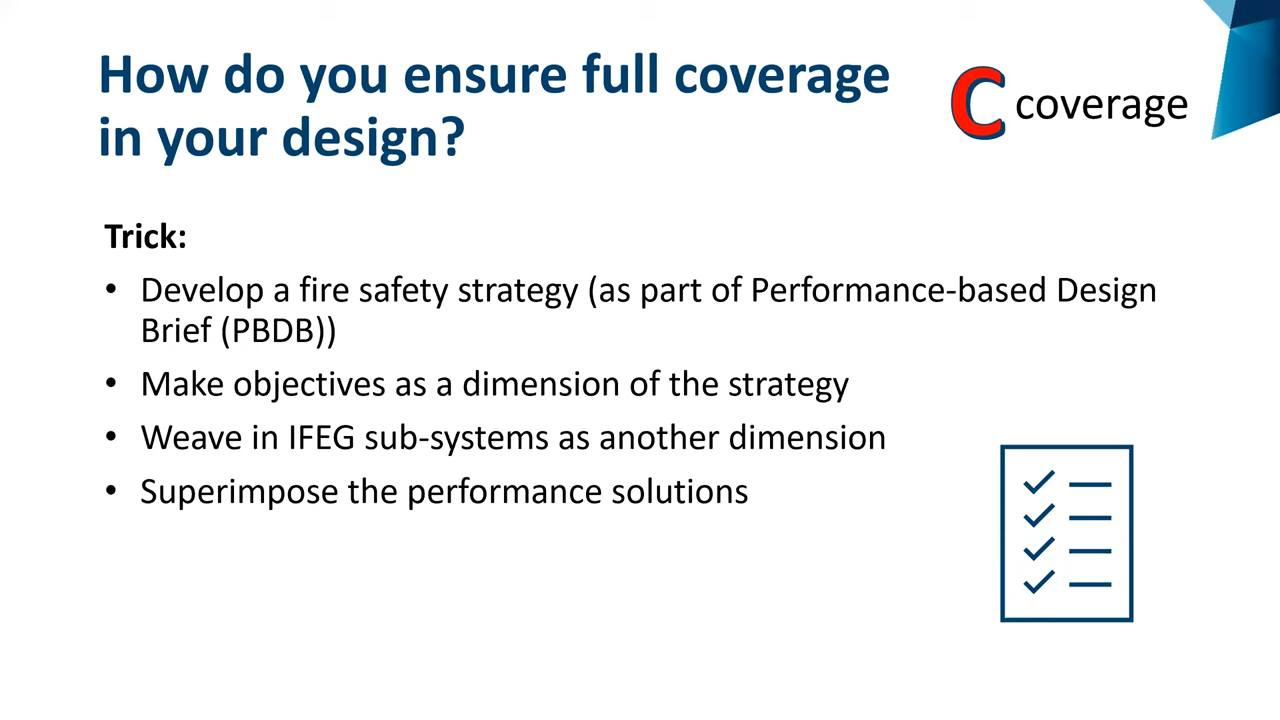 How do you ensure full coverage
in your design?
C coverage
Trick:
• Develop a fire safety strategy (as part of Performance-based Design
Brief (PBDB))
• Make objectives as a dimension of the strategy
• Weave in IFEG sub-systems as another dimension
• Superimpose the performance solutions